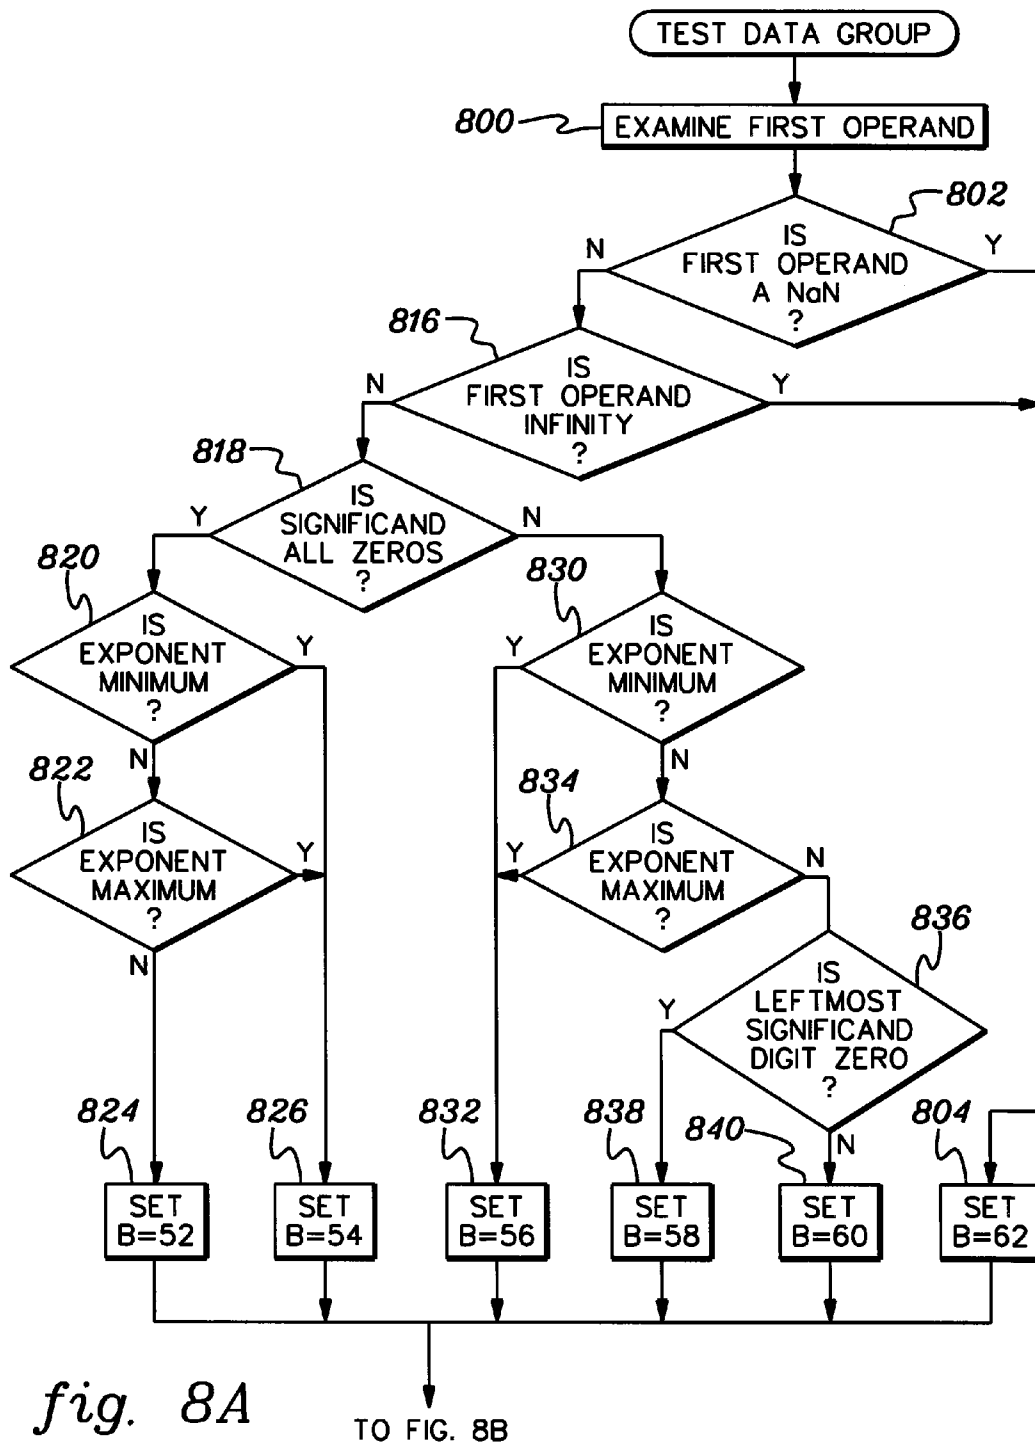 TEST DATA GROUP
800
EXAMINE FIRST OPERAND
802
IS
FIRST OPERAND
A NaN
?
N
Y
816
IS
FIRST OPERAND
INFINITY
?
N
Y
818
IS
SIGNIFICAND
ALL ZEROS
?
Y
N
820
IS
EXPONENT
MINIMUM
?
Y
N
830
IS
EXPONENT
MINIMUM
?
Y
N
822
IS
EXPONENT
MAXIMUM
?
Y
N
834
IS
EXPONENT
MAXIMUM
?
Y
N
836
IS
LEFTMOST
SIGNIFICAND
DIGIT ZERO
?
Y
N
824
SET
B=52
826
SET
B=54
832
SET
B=56
838
SET
B=58
840
SET
B=60
804
SET
B=62
fig. 8A
TO FIG. 8B